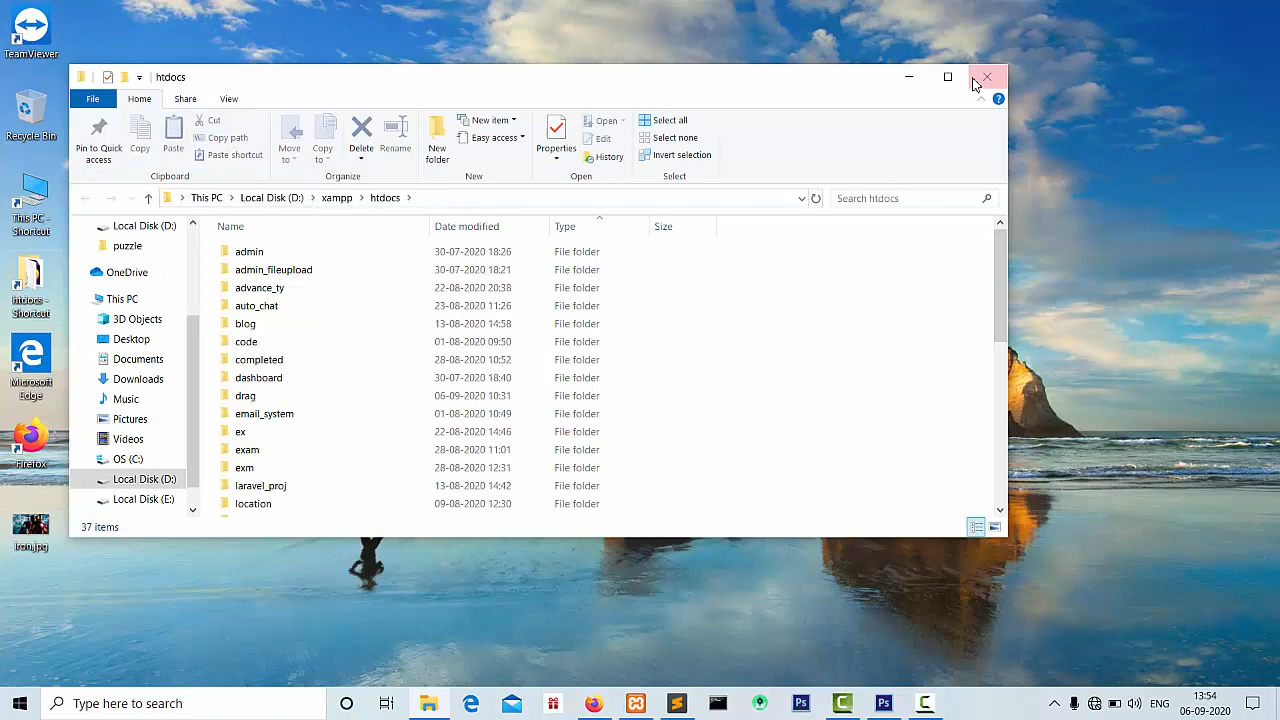 TeamViewer
Recycle Bin
This PC - Shortcut
htdocs - Shortcut
Microsoft Edge
Firefox
iron.jpg
htdocs
File Home Share View
Pin to Quick access
Copy
Paste
Cut
Copy path
Paste shortcut
Clipboard
Move to
Copy to
Delete
Rename
Organize
New folder
New item
Easy access
New
Properties
Open
Edit
History
Open
Select all
Select none
Invert selection
Select
This PC > Local Disk (D:) > xampp > htdocs >
Search htdocs
Local Disk (D:)
puzzle
OneDrive
This PC
3D Objects
Desktop
Documents
Downloads
Music
Pictures
Videos
OS (C:)
Local Disk (D:)
Local Disk (E:)
Name Date modified Type Size
admin 30-07-2020 18:26 File folder
admin_fileupload 30-07-2020 18:21 File folder
advance_ty 22-08-2020 20:38 File folder
auto_chat 23-08-2020 11:26 File folder
blog 13-08-2020 14:58 File folder
code 01-08-2020 09:50 File folder
completed 28-08-2020 10:52 File folder
dashboard 30-07-2020 18:40 File folder
drag 06-09-2020 10:31 File folder
email_system 01-08-2020 10:49 File folder
ex 22-08-2020 14:46 File folder
exam 28-08-2020 11:01 File folder
exm 28-08-2020 12:31 File folder
laravel_proj 13-08-2020 14:42 File folder
location 09-08-2020 12:30 File folder
37 items
Type here to search
Ps
Ps
13:54
06-09-2020